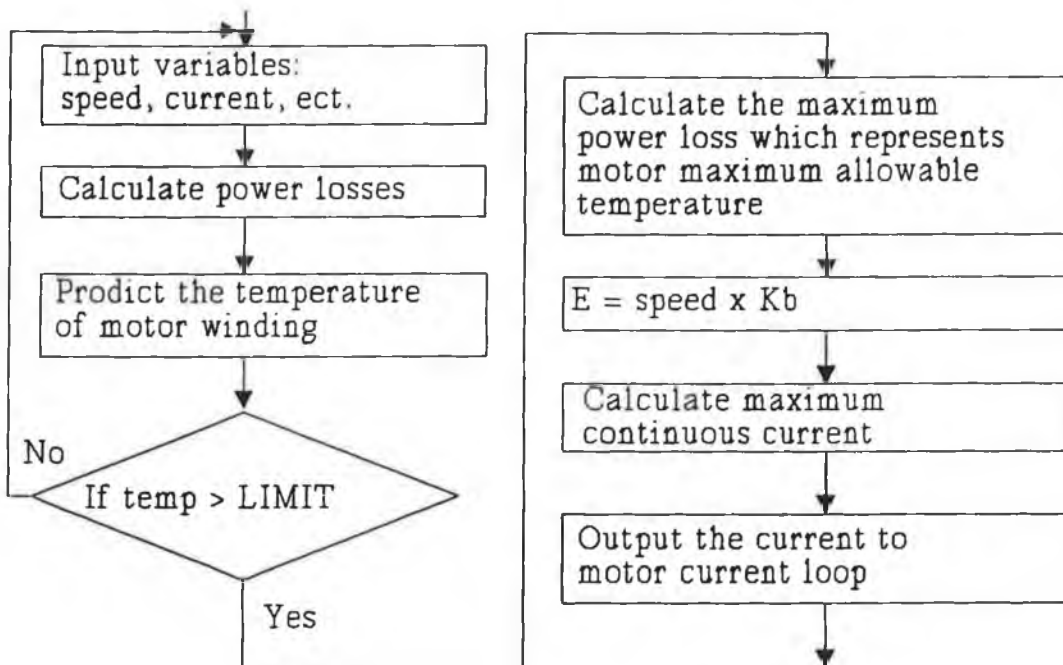 Input variables:
speed, current, ect.
Calculate power losses
Prodict the temperature
of motor winding
No
If temp > LIMIT
Yes
Calculate the maximum
power loss which represents
motor maximum allowable
temperature
E = speed x Kb
Calculate maximum
continuous current
Output the current to
motor current loop